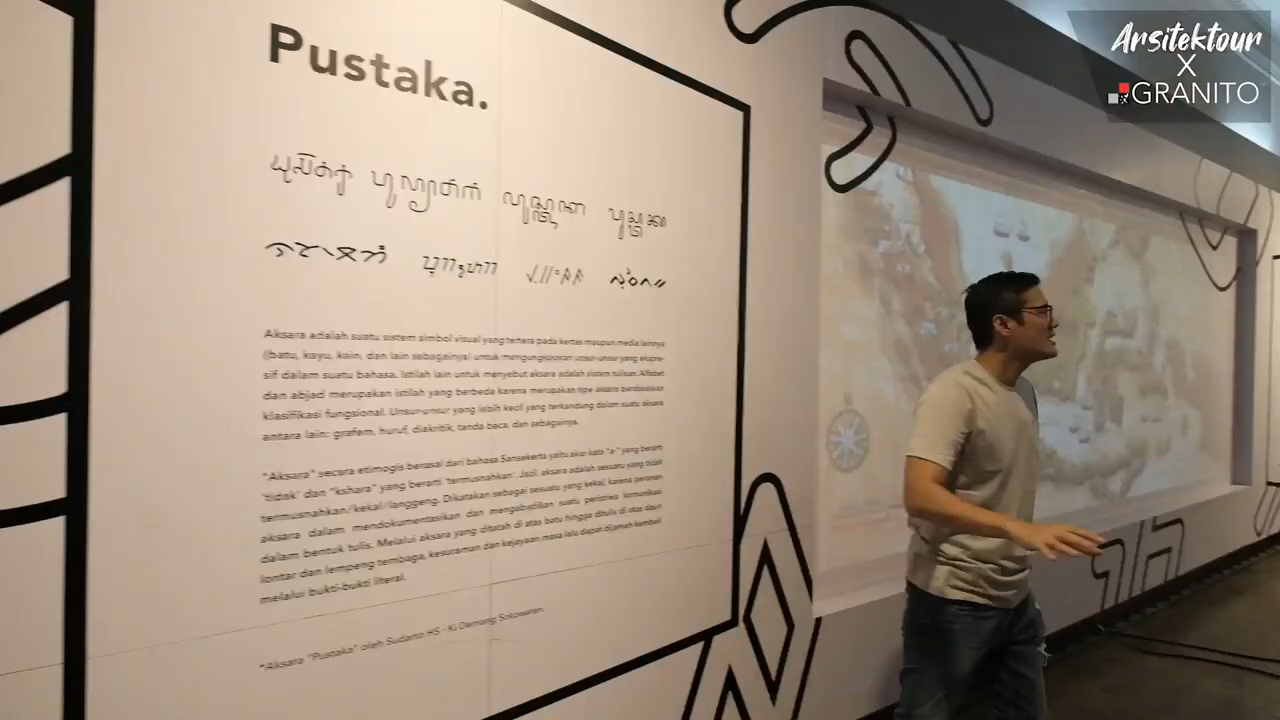 Arsitektour
X
GRANITO
Pustaka.
Aksara adalah suatu sistem simbol visual yang tertera pada kertas maupun media lainnya
(batu, kayu, kain, dan lain sebagainya) untuk mengungkapkan unsur-unsur yang ekspre-
sif dalam suatu bahasa. Istilah lain untuk menyebut aksara adalah sistem tulisan. Alfabet
dan abjad merupakan istilah yang berbeda karena merupakan tipe aksara berdasarkan
klasifikasi fungsional. Unsur-unsur yang lebih kecil yang terkandung dalam suatu aksara
antara lain: grafem, huruf, diakritik, tanda baca, dan sebagainya.
"Aksara" secara etimogis berasal dari bahasa Sansekerta yaitu akar kata "a-" yang berarti
'tidak' dan "kshara" yang berarti 'termusnahkan'. Jadi, aksara adalah sesuatu yang tidak
termusnahkan/kekal/langgeng. Dikatakan sebagai sesuatu yang kekal, karena peranan
aksara dalam mendokumentasikan dan mengabadikan suatu peristiwa komunikasi
dalam bentuk tulis. Melalui aksara yang ditatah di atas batu hingga ditulis di atas daun
lontar dan lempeng tembaga, kesuraman dan kejayaan masa lalu dapat dijamah kembali
melalui bukti-bukti literal.
*Aksara "Pustaka" oleh Sudarto HS - Ki Demang Sokowaten.